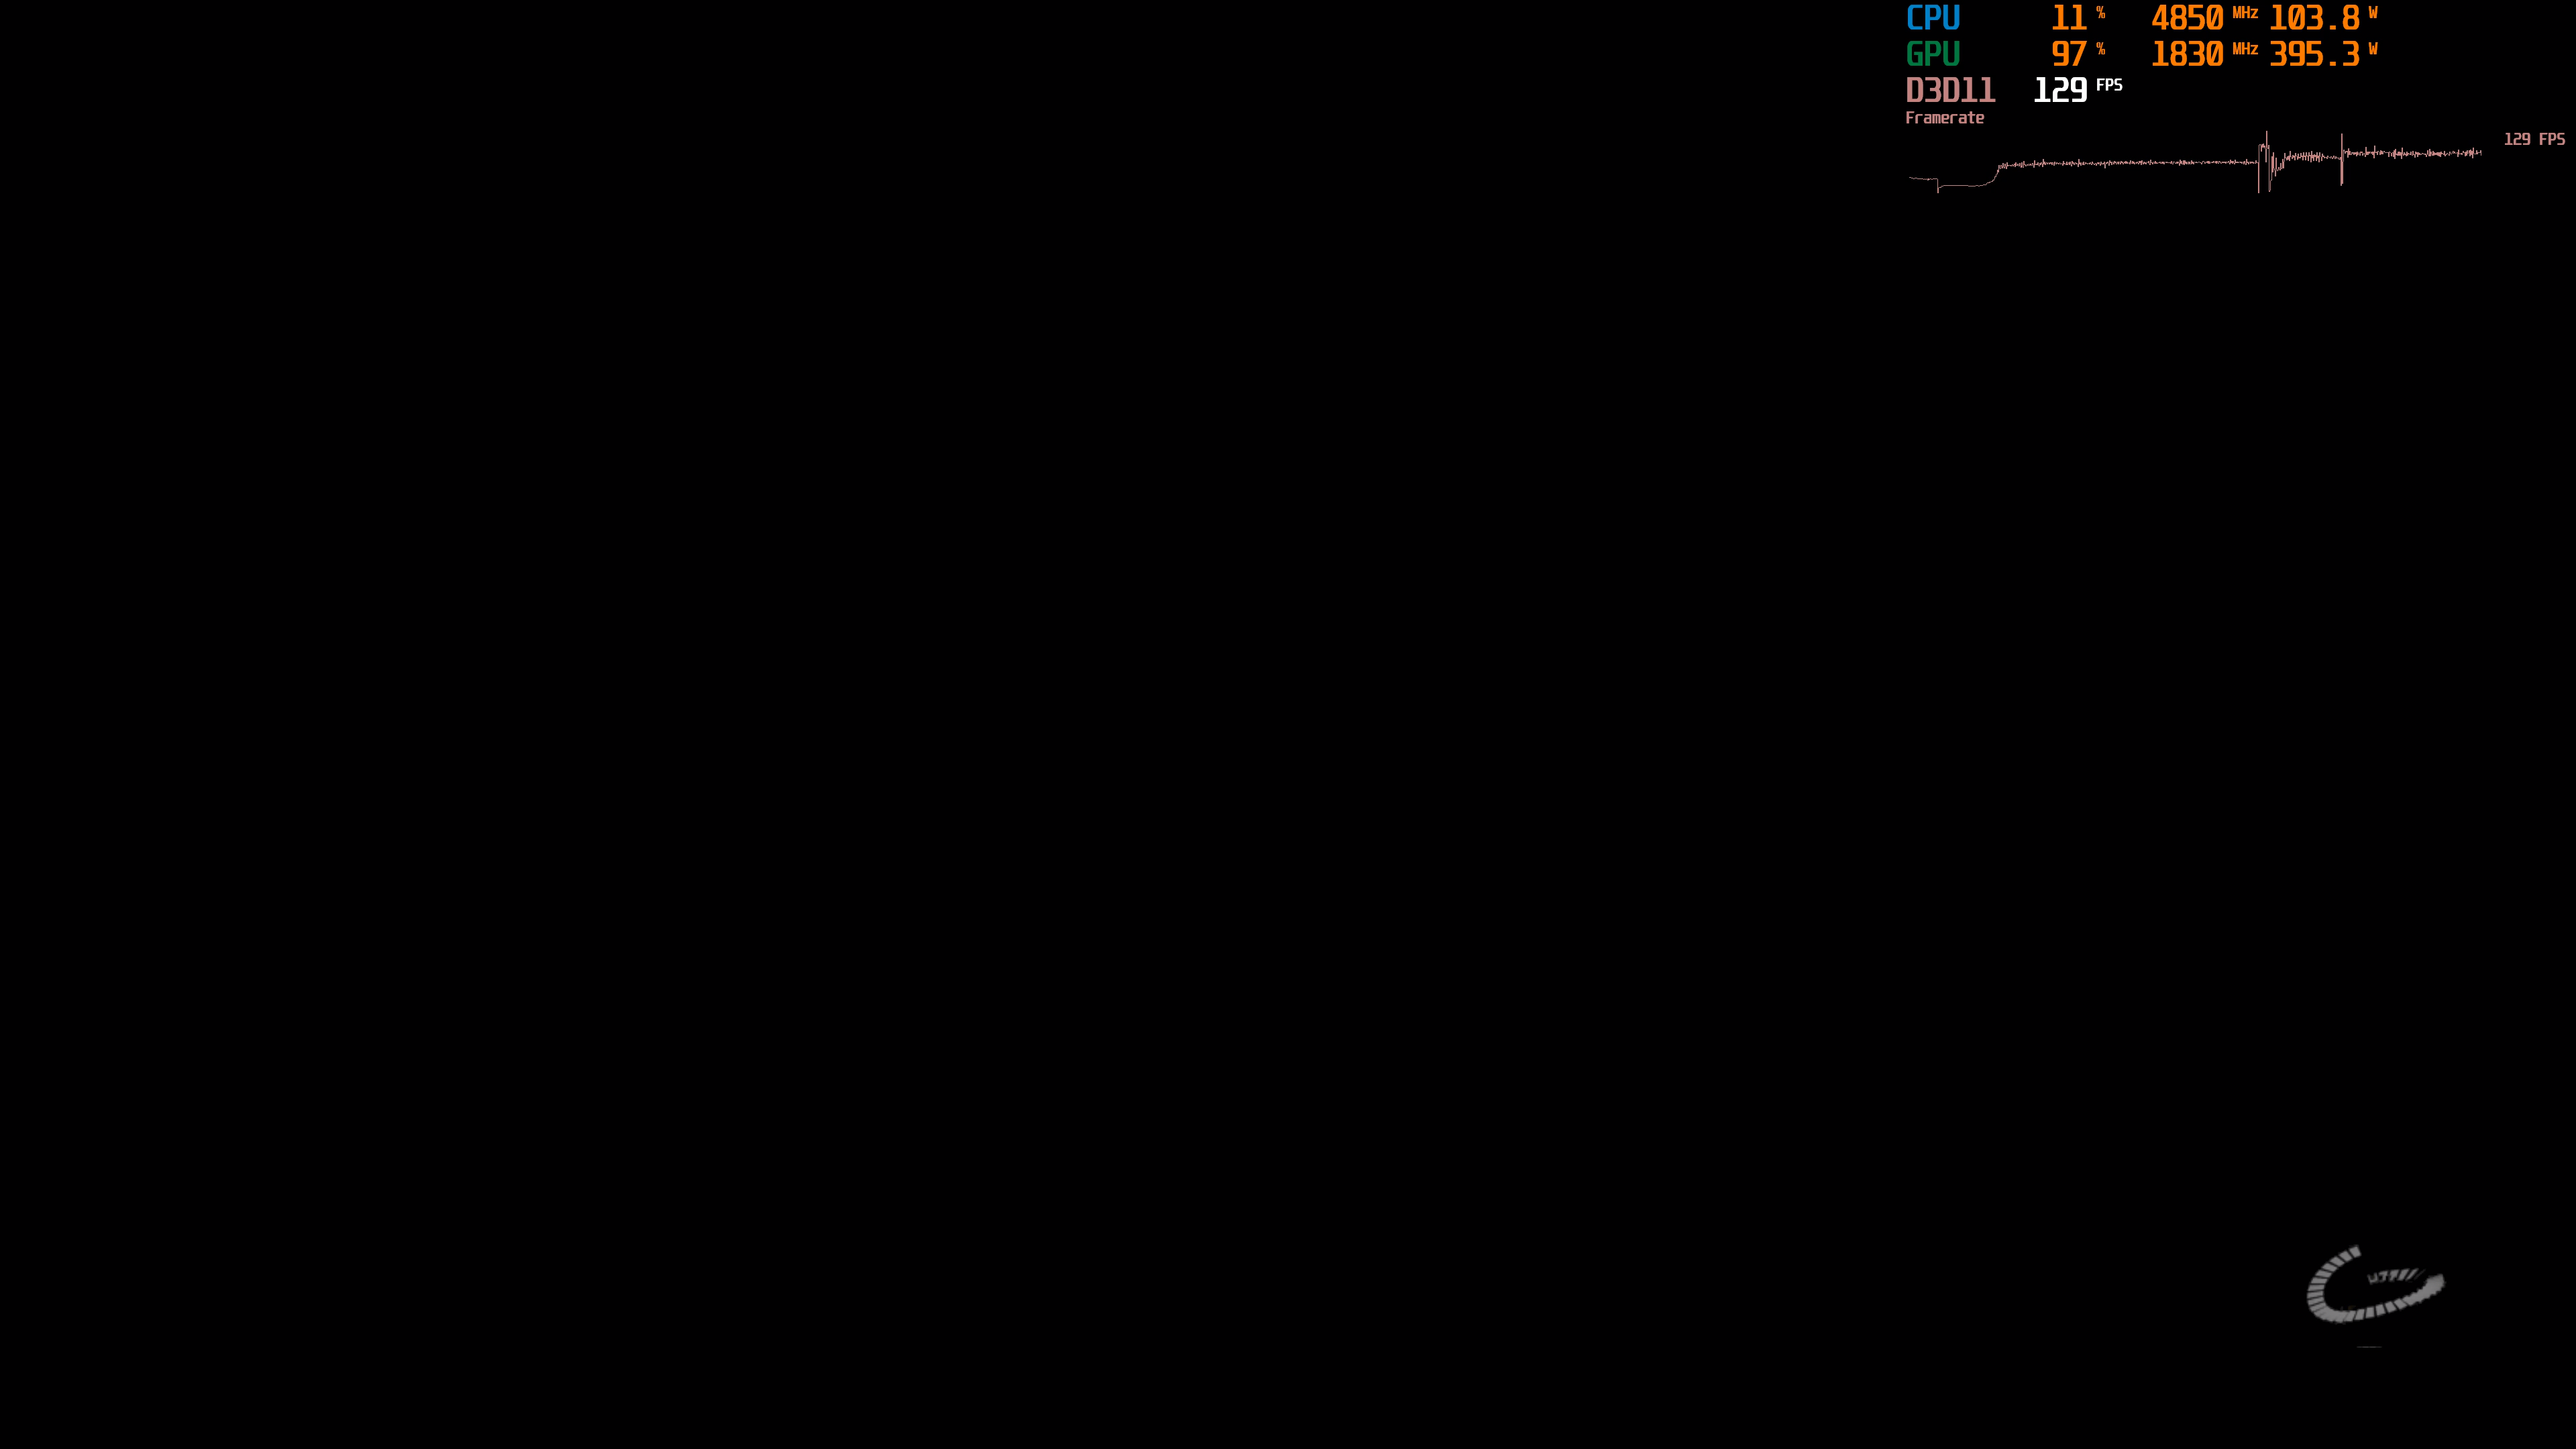 CPU 11 % 4850 MHz 103.8 W
GPU 97 % 1830 MHz 395.3 W
D3D11 129 FPS
Framerate
129 FPS